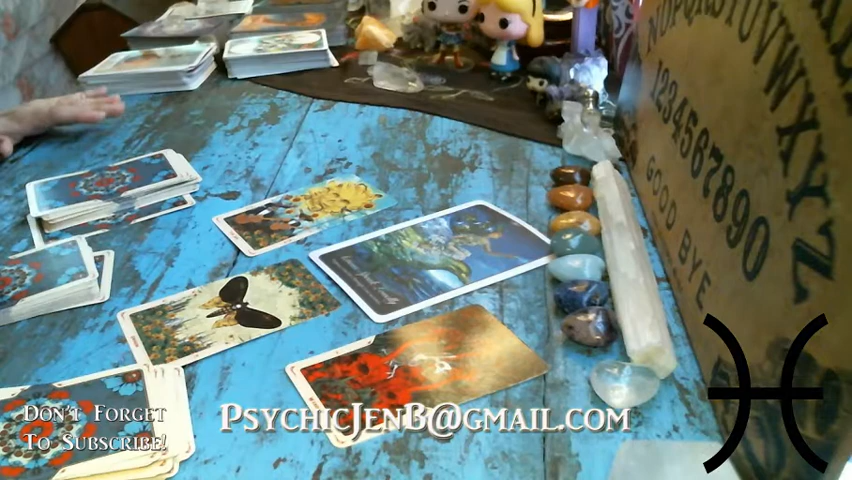 NOPQRSTUVWXYZ
1234567890
GOOD BYE
Don't Forget
To Subscribe!
PsychicJenB@gmail.com